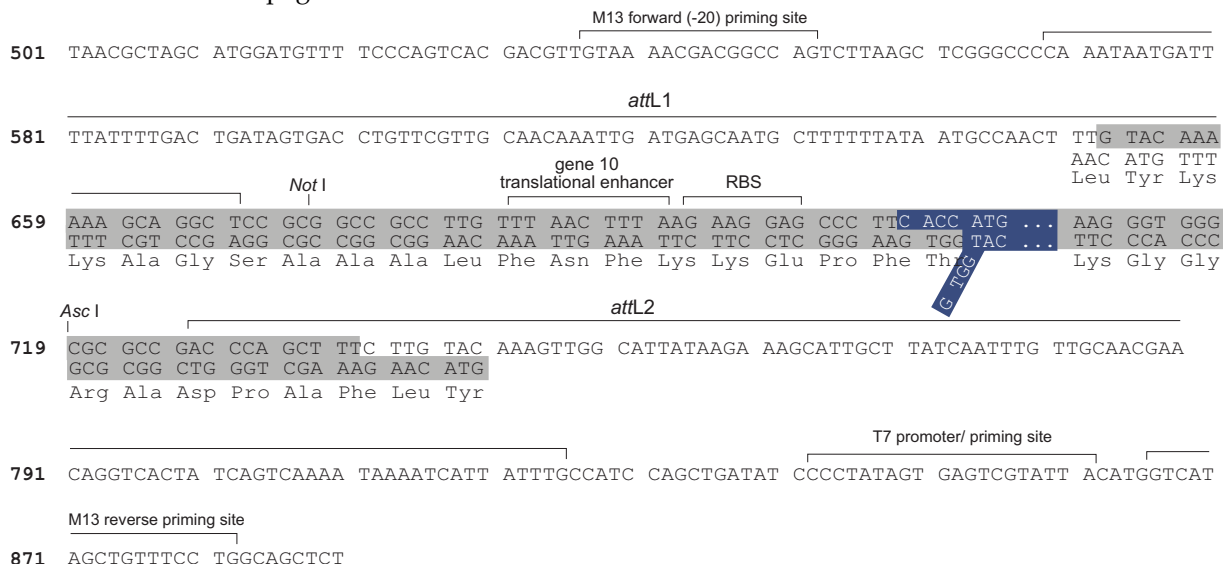 M13 forward (-20) priming site
501 TAACGCTAGC ATGGATGTTT TCCCAGTCAC GACGTTGTAA AACGACGGCC AGTCTTAAGC TCGGGCCCCA AATAATGATT
attL1
581 TTATTTTGAC TGATAGTGAC CTGTTCGTTG CAACAAATTG ATGAGCAATG CTTTTTTATA ATGCCAACT TTG TACA AAA
AAC ATG TTT
Leu Tyr Lys
Not I
gene 10
translational enhancer
RBS
659 AAA GCA GGC TCC GCG GCC GCC TTG TTT AAC TTT AAG AAG GAG CCC TTC ACC ATG ... AAG GGT GGG
TTT CGT CCG AGG CGC CGG CGG AAC AAA TTG AAA TTC TTC CTC GGG AAG TGG TAC ... TTC CCA CCC
Lys Ala Gly Ser Ala Ala Ala Leu Phe Asn Phe Lys Lys Glu Pro Phe Thr Lys Gly Gly
G TGG
Asc I
attL2
719 CGC GCC GAC CCA GCT TTC TTG TAC AAAGTTGG CATTATAAGA AAGCATTGCT TATCAATTTG TTGCAACGAA
GCG CGG CTG GGT CGA AAG AAC ATG
Arg Ala Asp Pro Ala Phe Leu Tyr
T7 promoter/ priming site
791 CAGGTCACTA TCAGTCAAAA TAAAATCATT ATTTGCCATC CAGCTGATAT CCCCTATAGT GAGTCGTATT ACATGGTCAT
M13 reverse priming site
871 AGCTGTTTCC TGGCAGCTCT